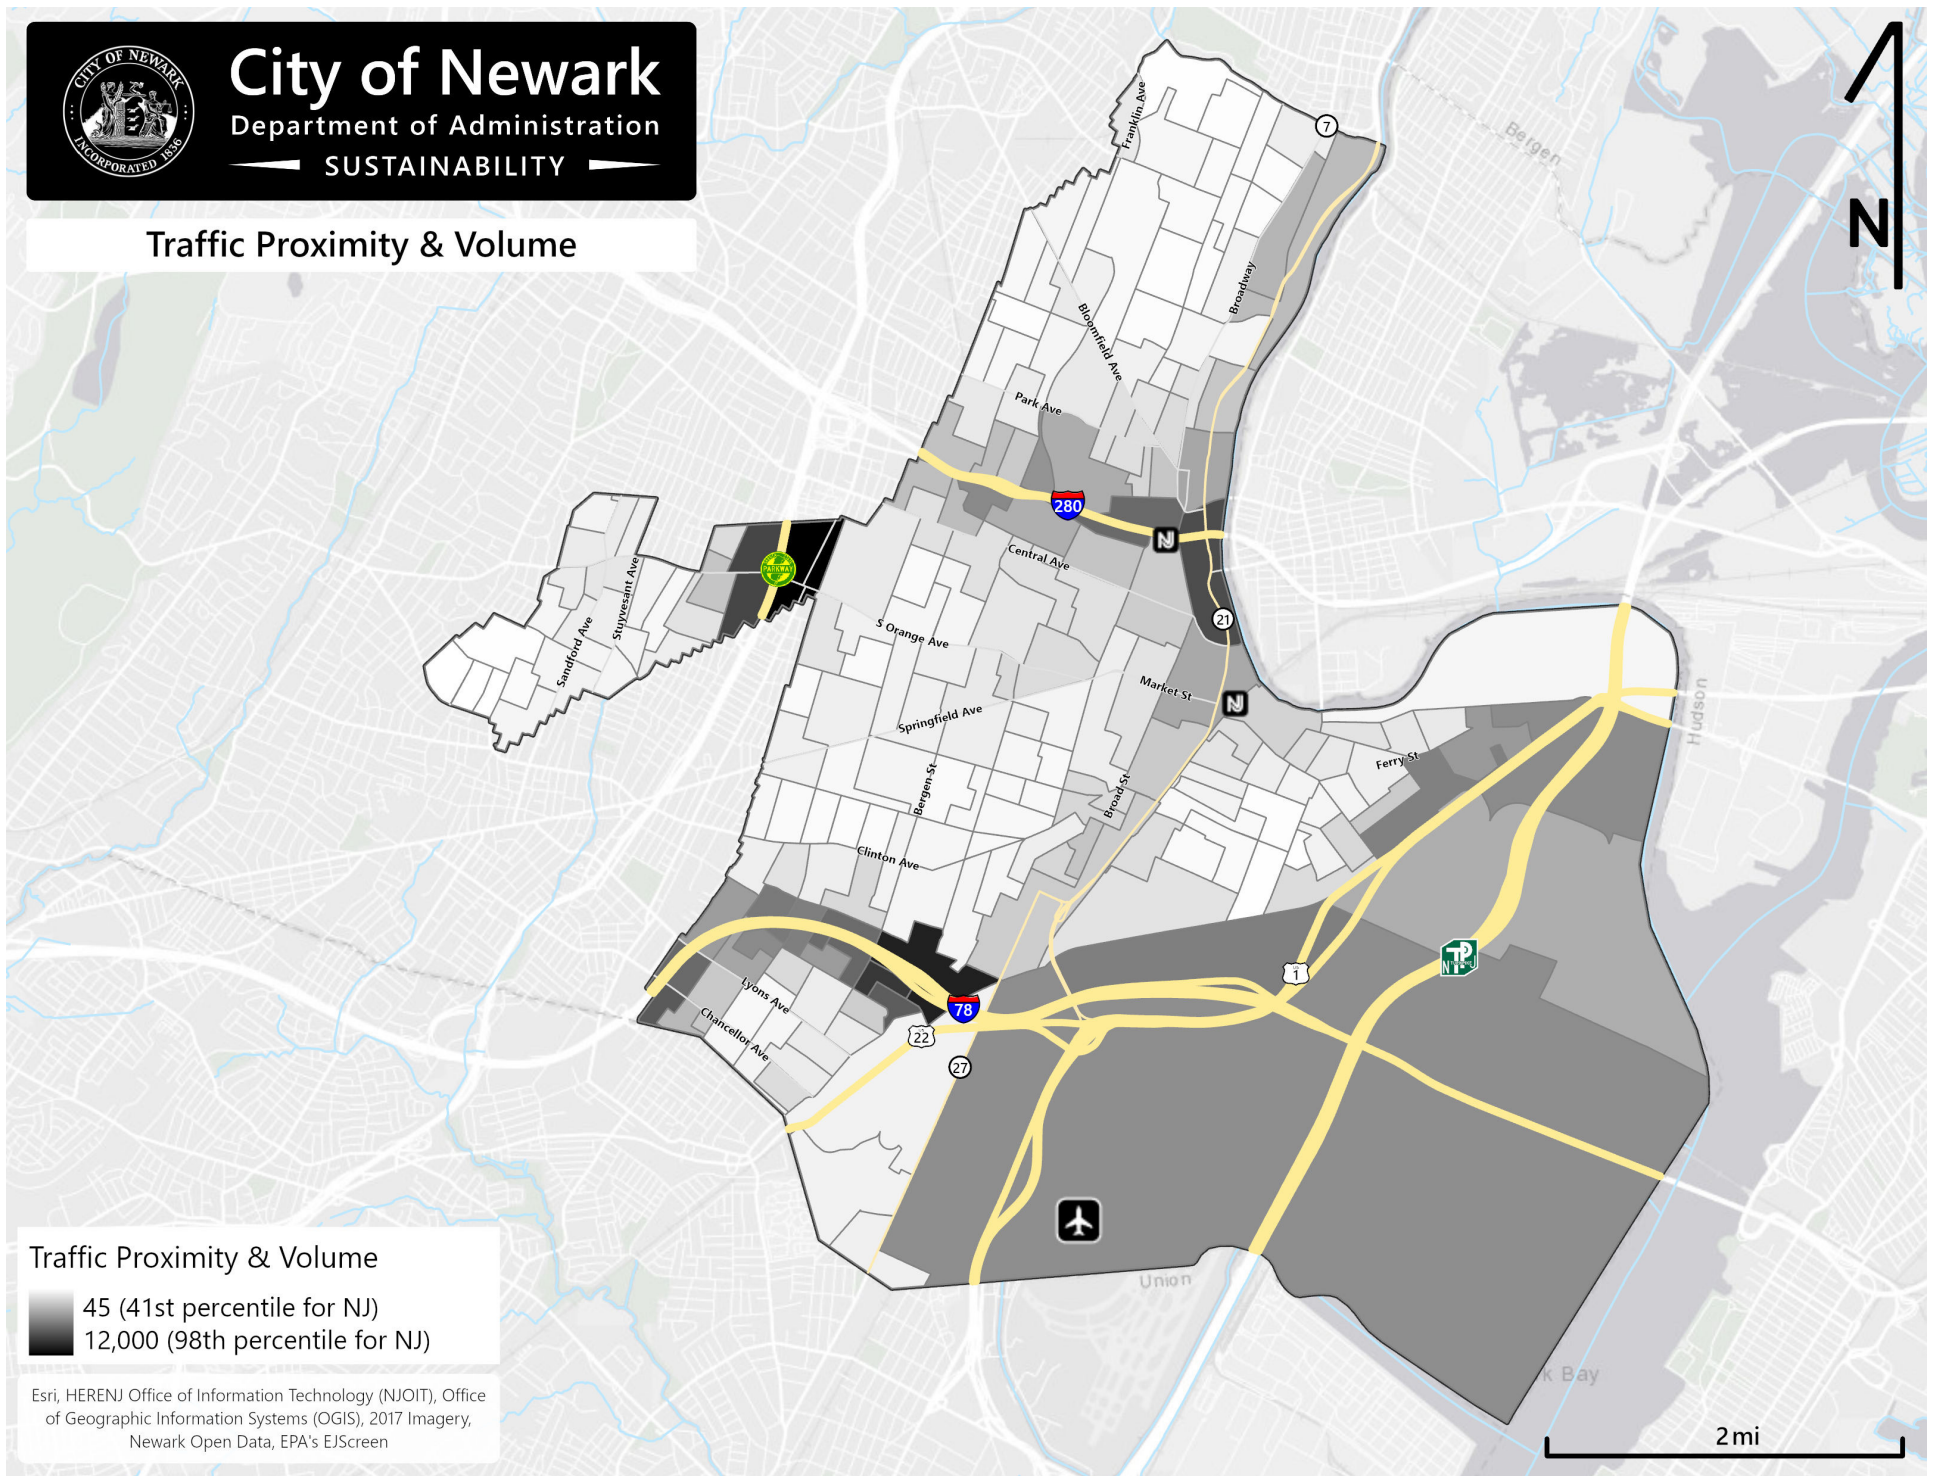 CITY OF NEWARK
INCORPORATED 1836
City of Newark
Department of Administration
SUSTAINABILITY
Traffic Proximity & Volume
N
Franklin Ave
7
Bergen
Broadway
Bloomfield Ave
Park Ave
280
NJ
Central Ave
PARKWAY
Stuyvesant Ave
Sandford Ave
S Orange Ave
21
Market St
NJ
Springfield Ave
Hudson
Ferry St
Bergen St
Broad St
Clinton Ave
Lyons Ave
Chancellor Ave
78
22
27
1
NTPJ
Union
k Bay
Traffic Proximity & Volume
45 (41st percentile for NJ)
12,000 (98th percentile for NJ)
Esri, HERENJ Office of Information Technology (NJOIT), Office
of Geographic Information Systems (OGIS), 2017 Imagery,
Newark Open Data, EPA's EJScreen
2 mi